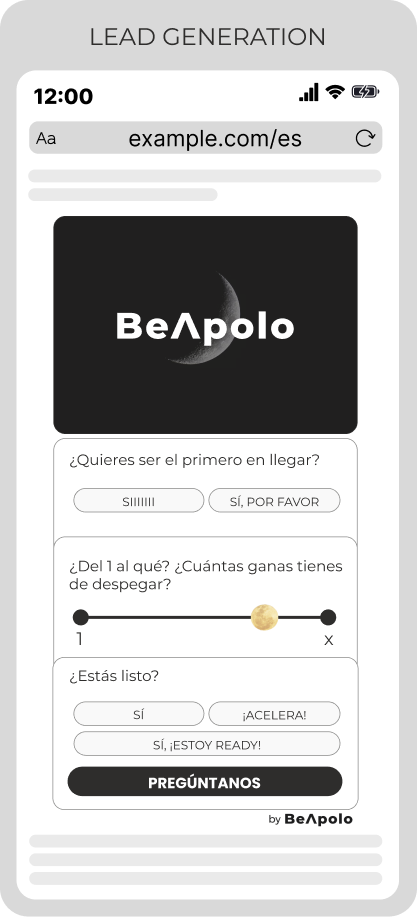 LEAD GENERATION
12:00
Aa example.com/es
BeΛpolo
¿Quieres ser el primero en llegar?
SIIIIIII SÍ, POR FAVOR
¿Del 1 al qué? ¿Cuántas ganas tienes
de despegar?
1 x
¿Estás listo?
SÍ ¡ACELERA!
SÍ, ¡ESTOY READY!
PREGÚNTANOS
by BeΛpolo